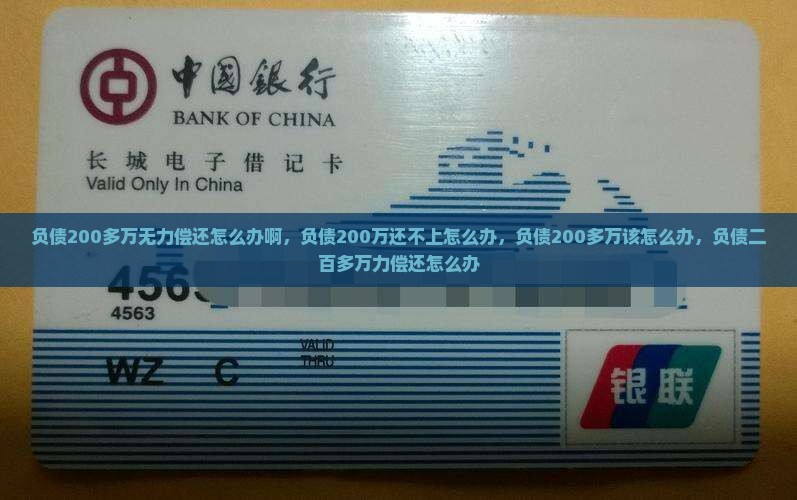 中国銀行
BANK OF CHINA
长城电子借记卡
Valid Only In China
负债200多万无力偿还怎么办啊，负债200万还不上怎么办，负债200多万该怎么办，负债二
百多万力偿还怎么办
4563
4563
VALID
THRU
WZ C
银联